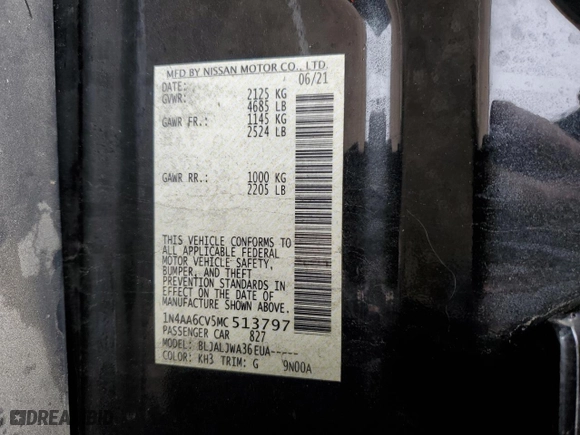 MFD BY NISSAN MOTOR CO., LTD.
DATE: 06/21
GVWR: 2125 KG
4685 LB
GAWR FR.: 1145 KG
2524 LB
GAWR RR.: 1000 KG
2205 LB
THIS VEHICLE CONFORMS TO
ALL APPLICABLE FEDERAL
MOTOR VEHICLE SAFETY,
BUMPER, AND THEFT
PREVENTION STANDARDS IN
EFFECT ON THE DATE OF
MANUFACTURE SHOWN ABOVE.
1N4AA6CV5MC513797
PASSENGER CAR 827
MODEL: BLJALJWA36EUA-----
COLOR: KH3 TRIM: G 9N00A
DREAMBID